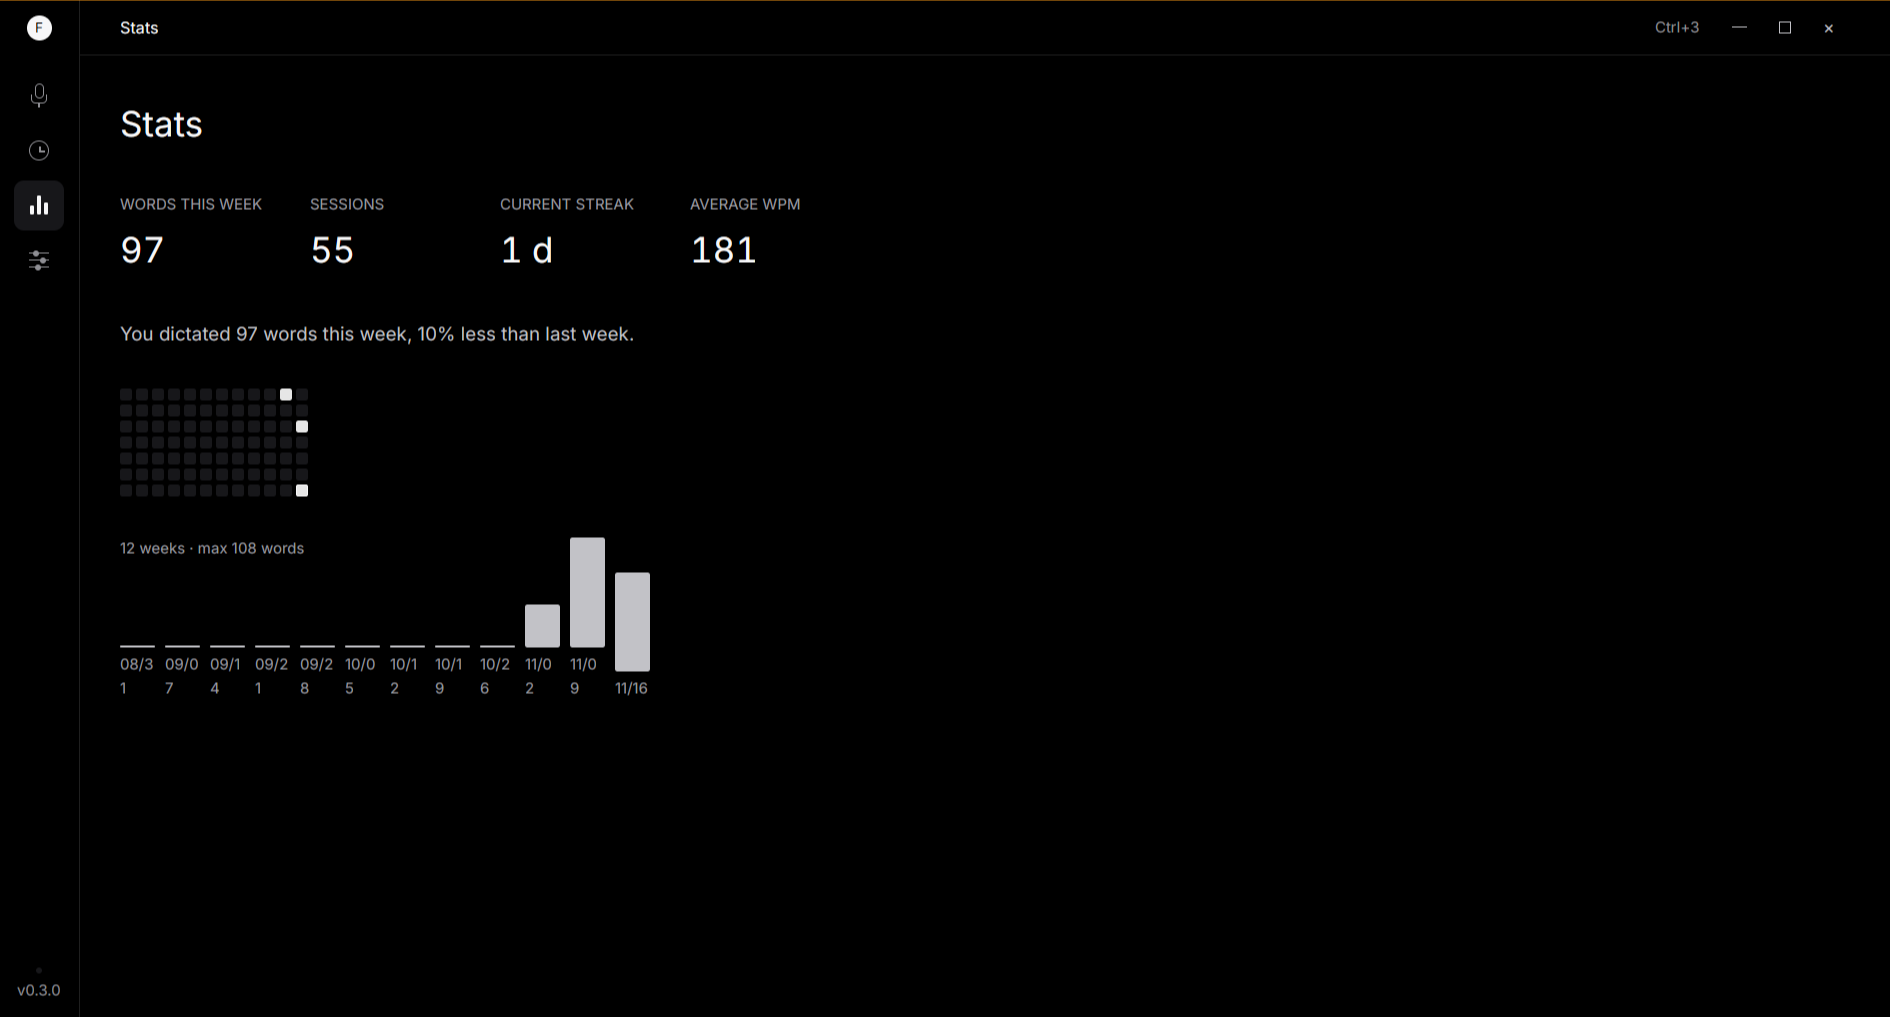 F
Stats
Ctrl+3
Stats
WORDS THIS WEEK
SESSIONS
CURRENT STREAK
AVERAGE WPM
97
55
1 d
181
You dictated 97 words this week, 10% less than last week.
12 weeks · max 108 words
08/3 09/0 09/1 09/2 09/2 10/0 10/1 10/1 10/2 11/0 11/0
1 7 4 1 8 5 2 9 6 2 9 11/16
v0.3.0